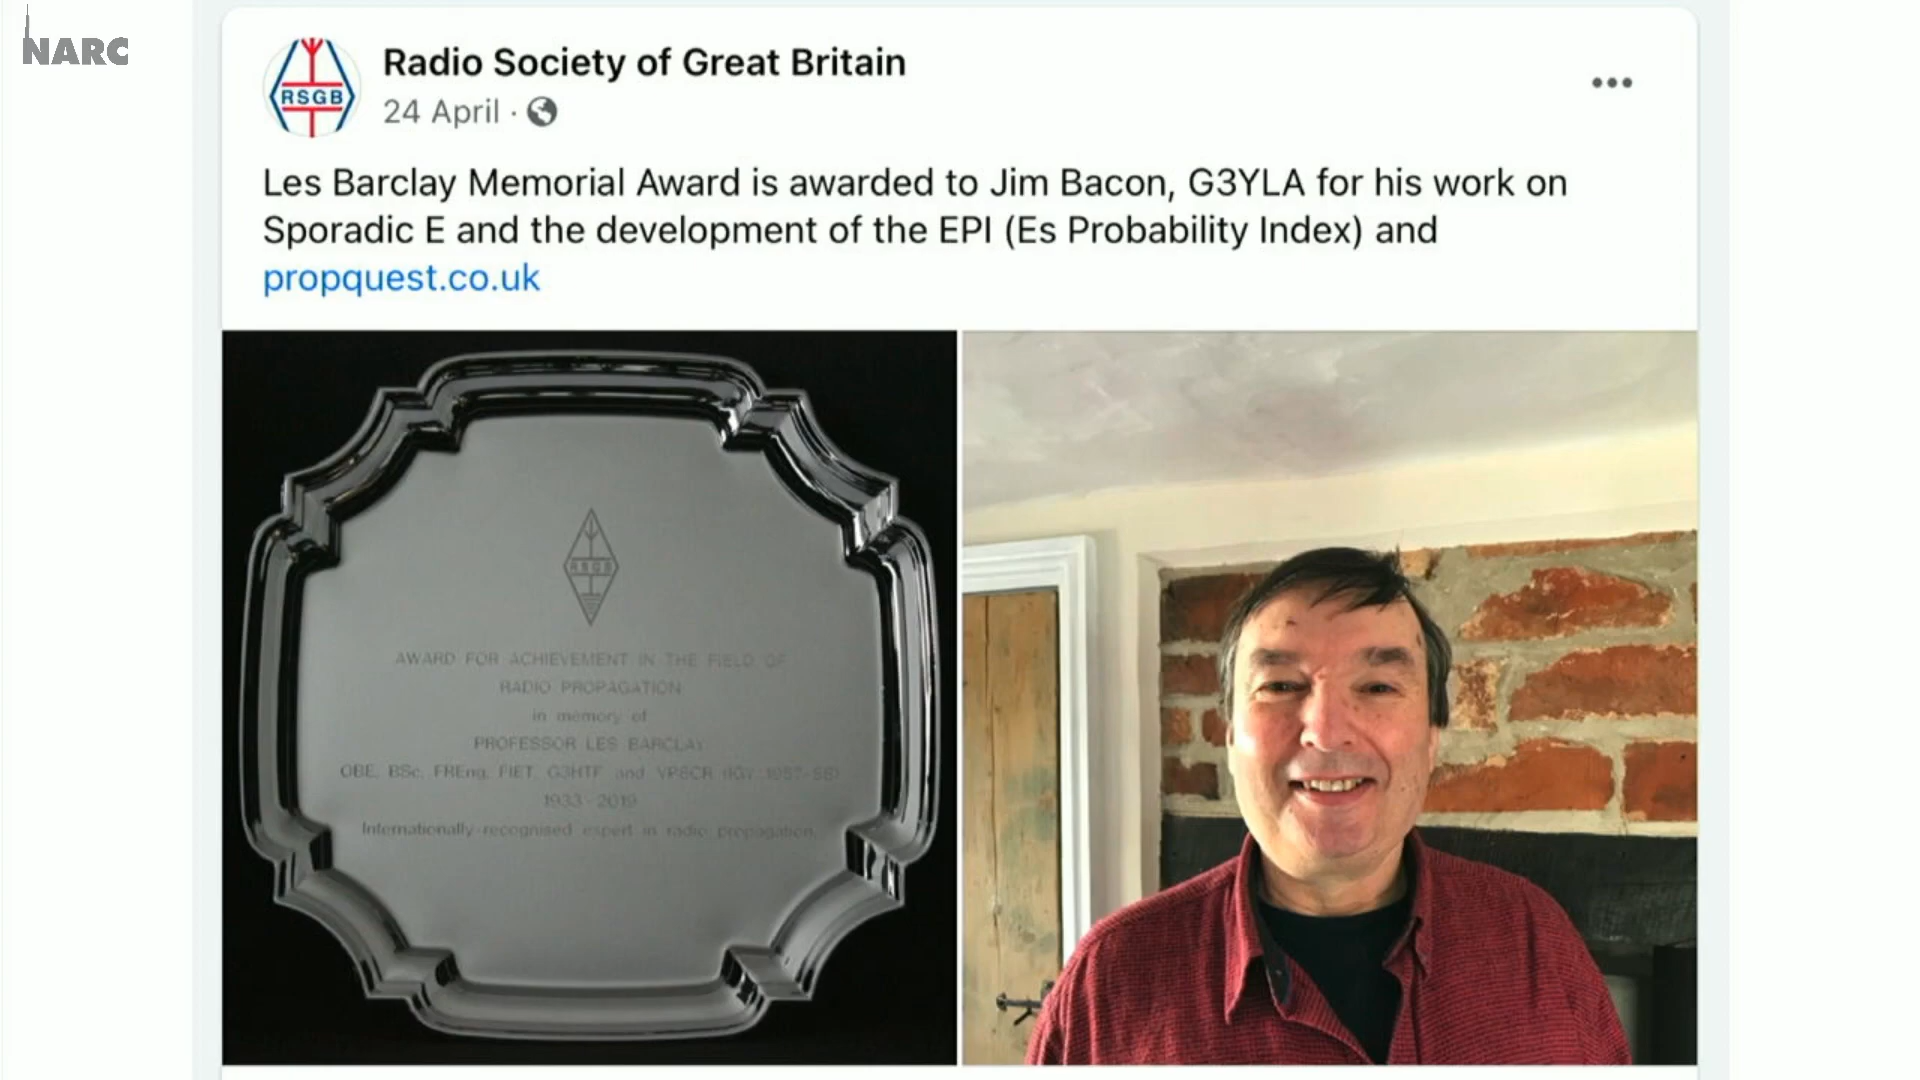 NARC
Radio Society of Great Britain
RSGB
24 April ·
Les Barclay Memorial Award is awarded to Jim Bacon, G3YLA for his work on
Sporadic E and the development of the EPI (Es Probability Index) and
propquest.co.uk
RSGB
AWARD FOR ACHIEVEMENT IN THE FIELD OF
RADIO PROPAGATION
in memory of
PROFESSOR LES BARCLAY
OBE, BSc, FREng, FIET, G3HTF and
1933-2019
Internationally-recognised expert in radio propagation.